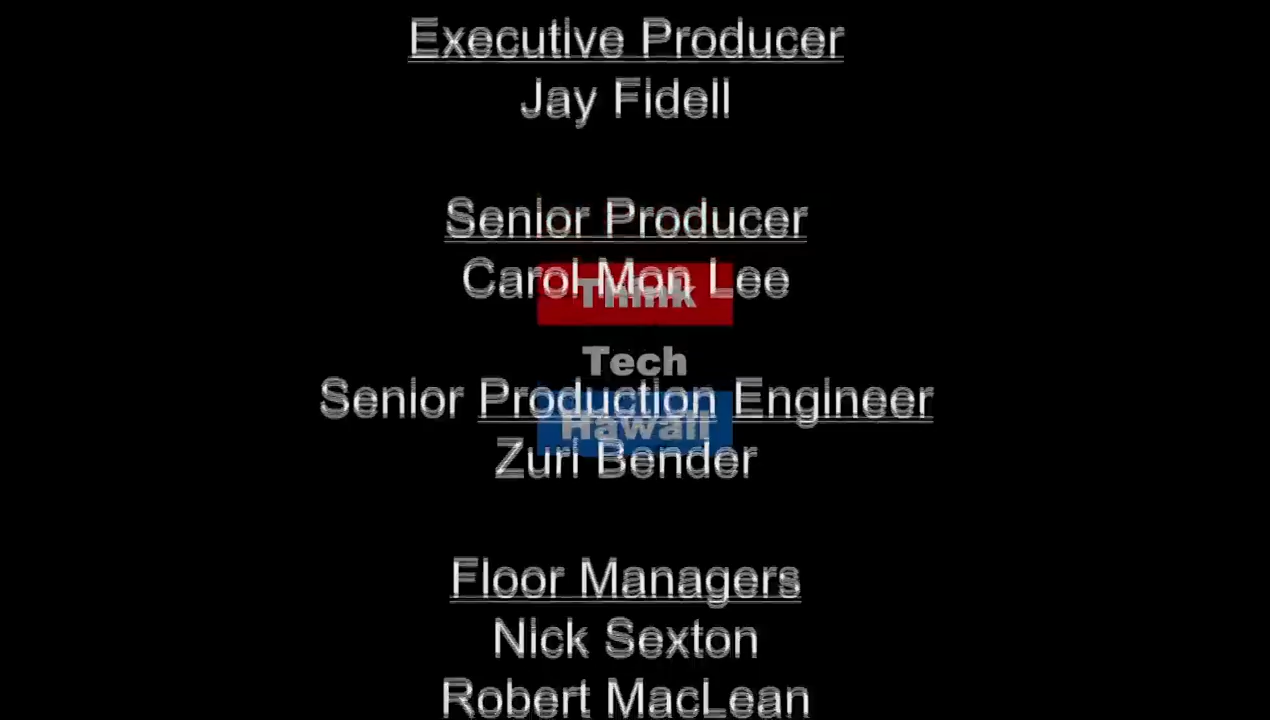 Executive Producer
Jay Fidell
Senior Producer
Carol Mon Lee
Think
Tech
Senior Production Engineer
Hawaii
Zuri Bender
Floor Managers
Nick Sexton
Robert MacLean